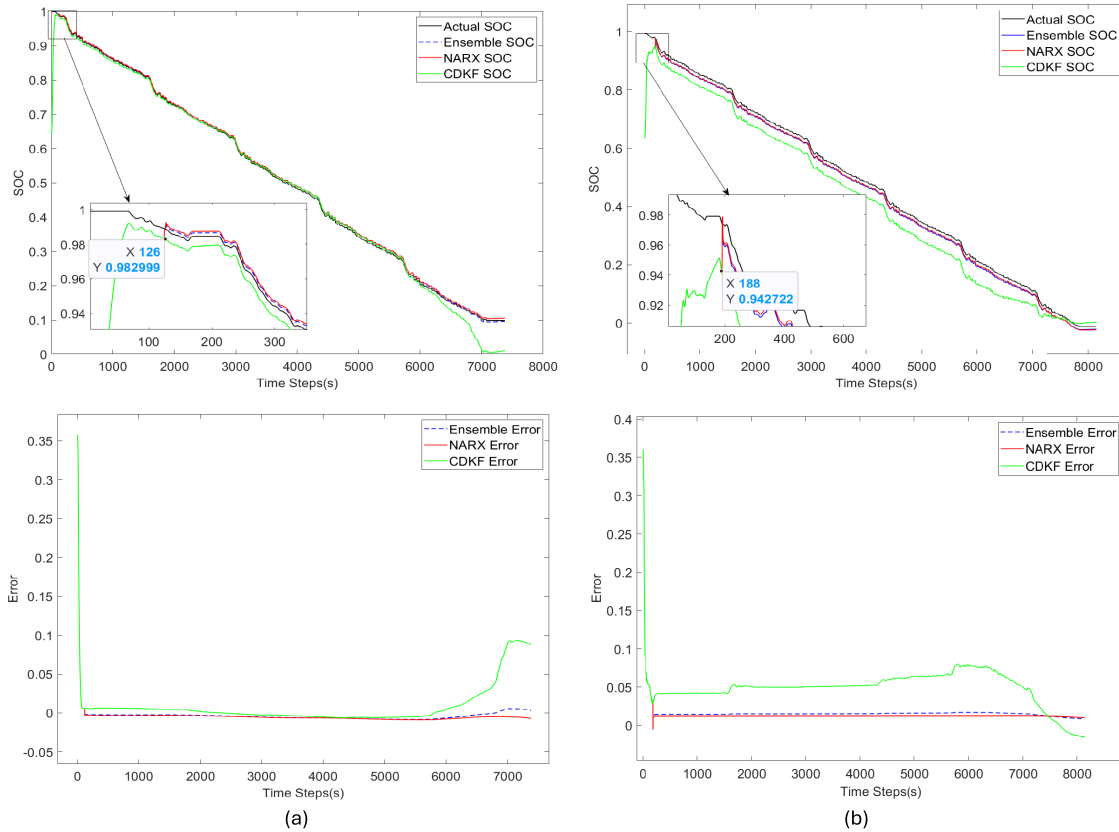 Actual SOC
Ensemble SOC
NARX SOC
CDKF SOC
SOC
1
0.9
0.8
0.7
0.6
0.5
0.4
0.3
0.2
0.1
0
1
0.98
0.96
0.94
X 126
Y 0.982999
0 100 200 300
0 1000 2000 3000 4000 5000 6000 7000 8000
Time Steps(s)
Actual SOC
Ensemble SOC
NARX SOC
CDKF SOC
SOC
1
0.8
0.6
0.4
0.2
0
0.98
0.96
0.94
0.92
X 188
Y 0.942722
200 400 600
0 1000 2000 3000 4000 5000 6000 7000 8000
Time Steps(s)
Ensemble Error
NARX Error
CDKF Error
Error
0.35
0.3
0.25
0.2
0.15
0.1
0.05
0
-0.05
0 1000 2000 3000 4000 5000 6000 7000
Time Steps(s)
(a)
Ensemble Error
NARX Error
CDKF Error
Error
0.4
0.35
0.3
0.25
0.2
0.15
0.1
0.05
0
0 1000 2000 3000 4000 5000 6000 7000 8000
Time Steps(s)
(b)